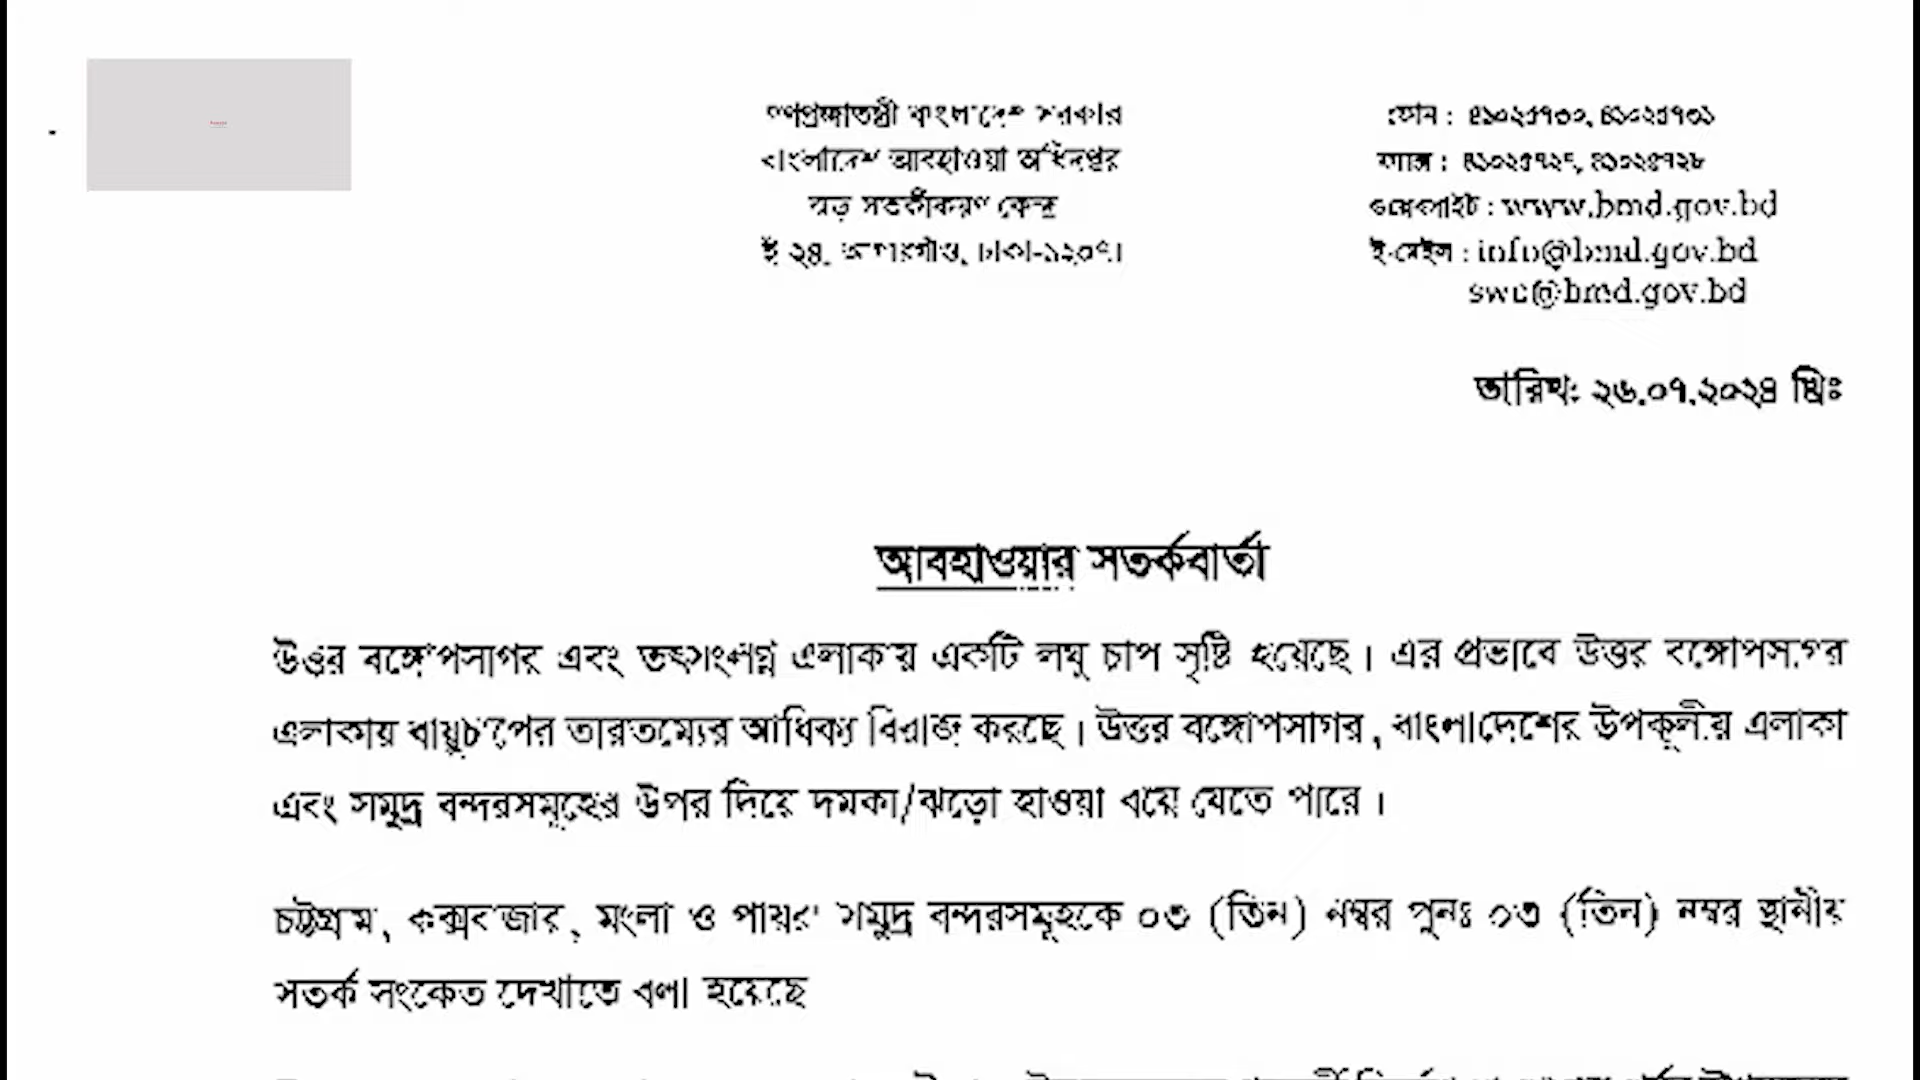 গণপ্রজাতন্ত্রী বাংলাদেশ সরকার
বাংলাদেশ আবহাওয়া অধিদপ্তর
ঝড় সতর্কীকরণ কেন্দ্র
ই-২৪, আগারগাঁও, ঢাকা-১২০৭।
ফোন : ৪১০২৫৭৩০, ৪১০২৫৭৩১
ফ্যাক্স : ৪১০২৫৭২৭, ৪১০২৫৭২৮
ওয়েবসাইট : www.bmd.gov.bd
ই-মেইল : info@bmd.gov.bd
swc@bmd.gov.bd
তারিখ: ২৬.০৭.২০২৪ খ্রিঃ
আবহাওয়ার সতর্কবার্তা
উত্তর বঙ্গোপসাগর এবং তৎসংলগ্ন এলাকায় একটি লঘু চাপ সৃষ্টি হয়েছে। এর প্রভাবে উত্তর বঙ্গোপসাগর
এলাকায় বায়ুচাপের তারতম্যের আধিক্য বিরাজ করছে। উত্তর বঙ্গোপসাগর, বাংলাদেশের উপকূলীয় এলাকা
এবং সমুদ্র বন্দরসমূহের উপর দিয়ে দমকা/ঝড়ো হাওয়া বয়ে যেতে পারে।
চট্টগ্রাম, কক্সবাজার, মংলা ও পায়রা সমুদ্র বন্দরসমূহকে ০৩ (তিন) নম্বর পুনঃ ০৩ (তিন) নম্বর স্থানীয়
সতর্ক সংকেত দেখাতে বলা হয়েছে